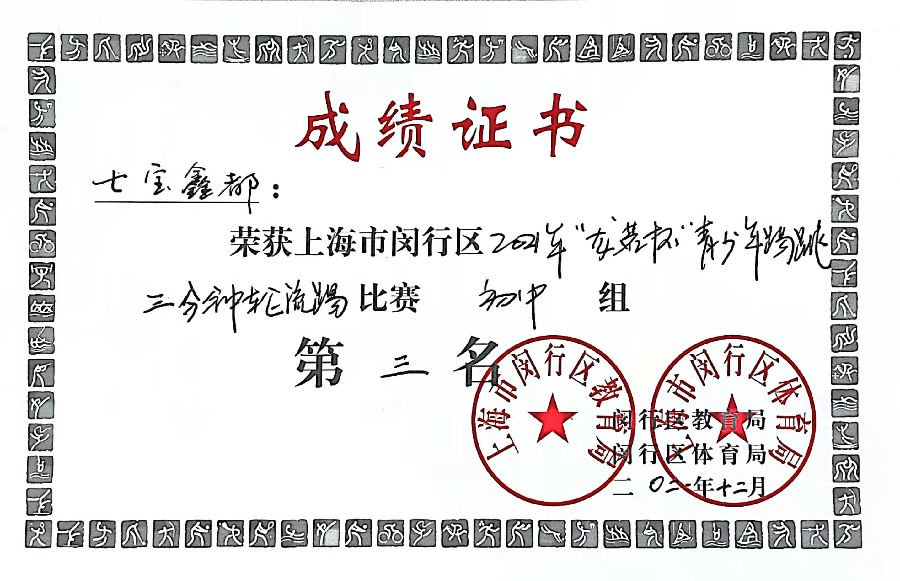 成绩证书
七宝鑫都：
荣获上海市闵行区2021年“ 杯”青少年踢跳
三分钟轮流踢比赛 初中 组
第三名
上海市闵行区教育局
上海市闵行区体育局
闵行区教育局
闵行区体育局
二〇二一年十二月